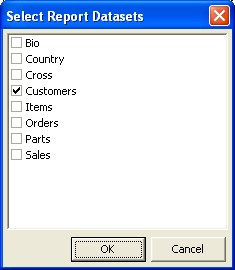 Select Report Datasets
Bio
Country
Cross
Customers
Items
Orders
Parts
Sales
OK
Cancel